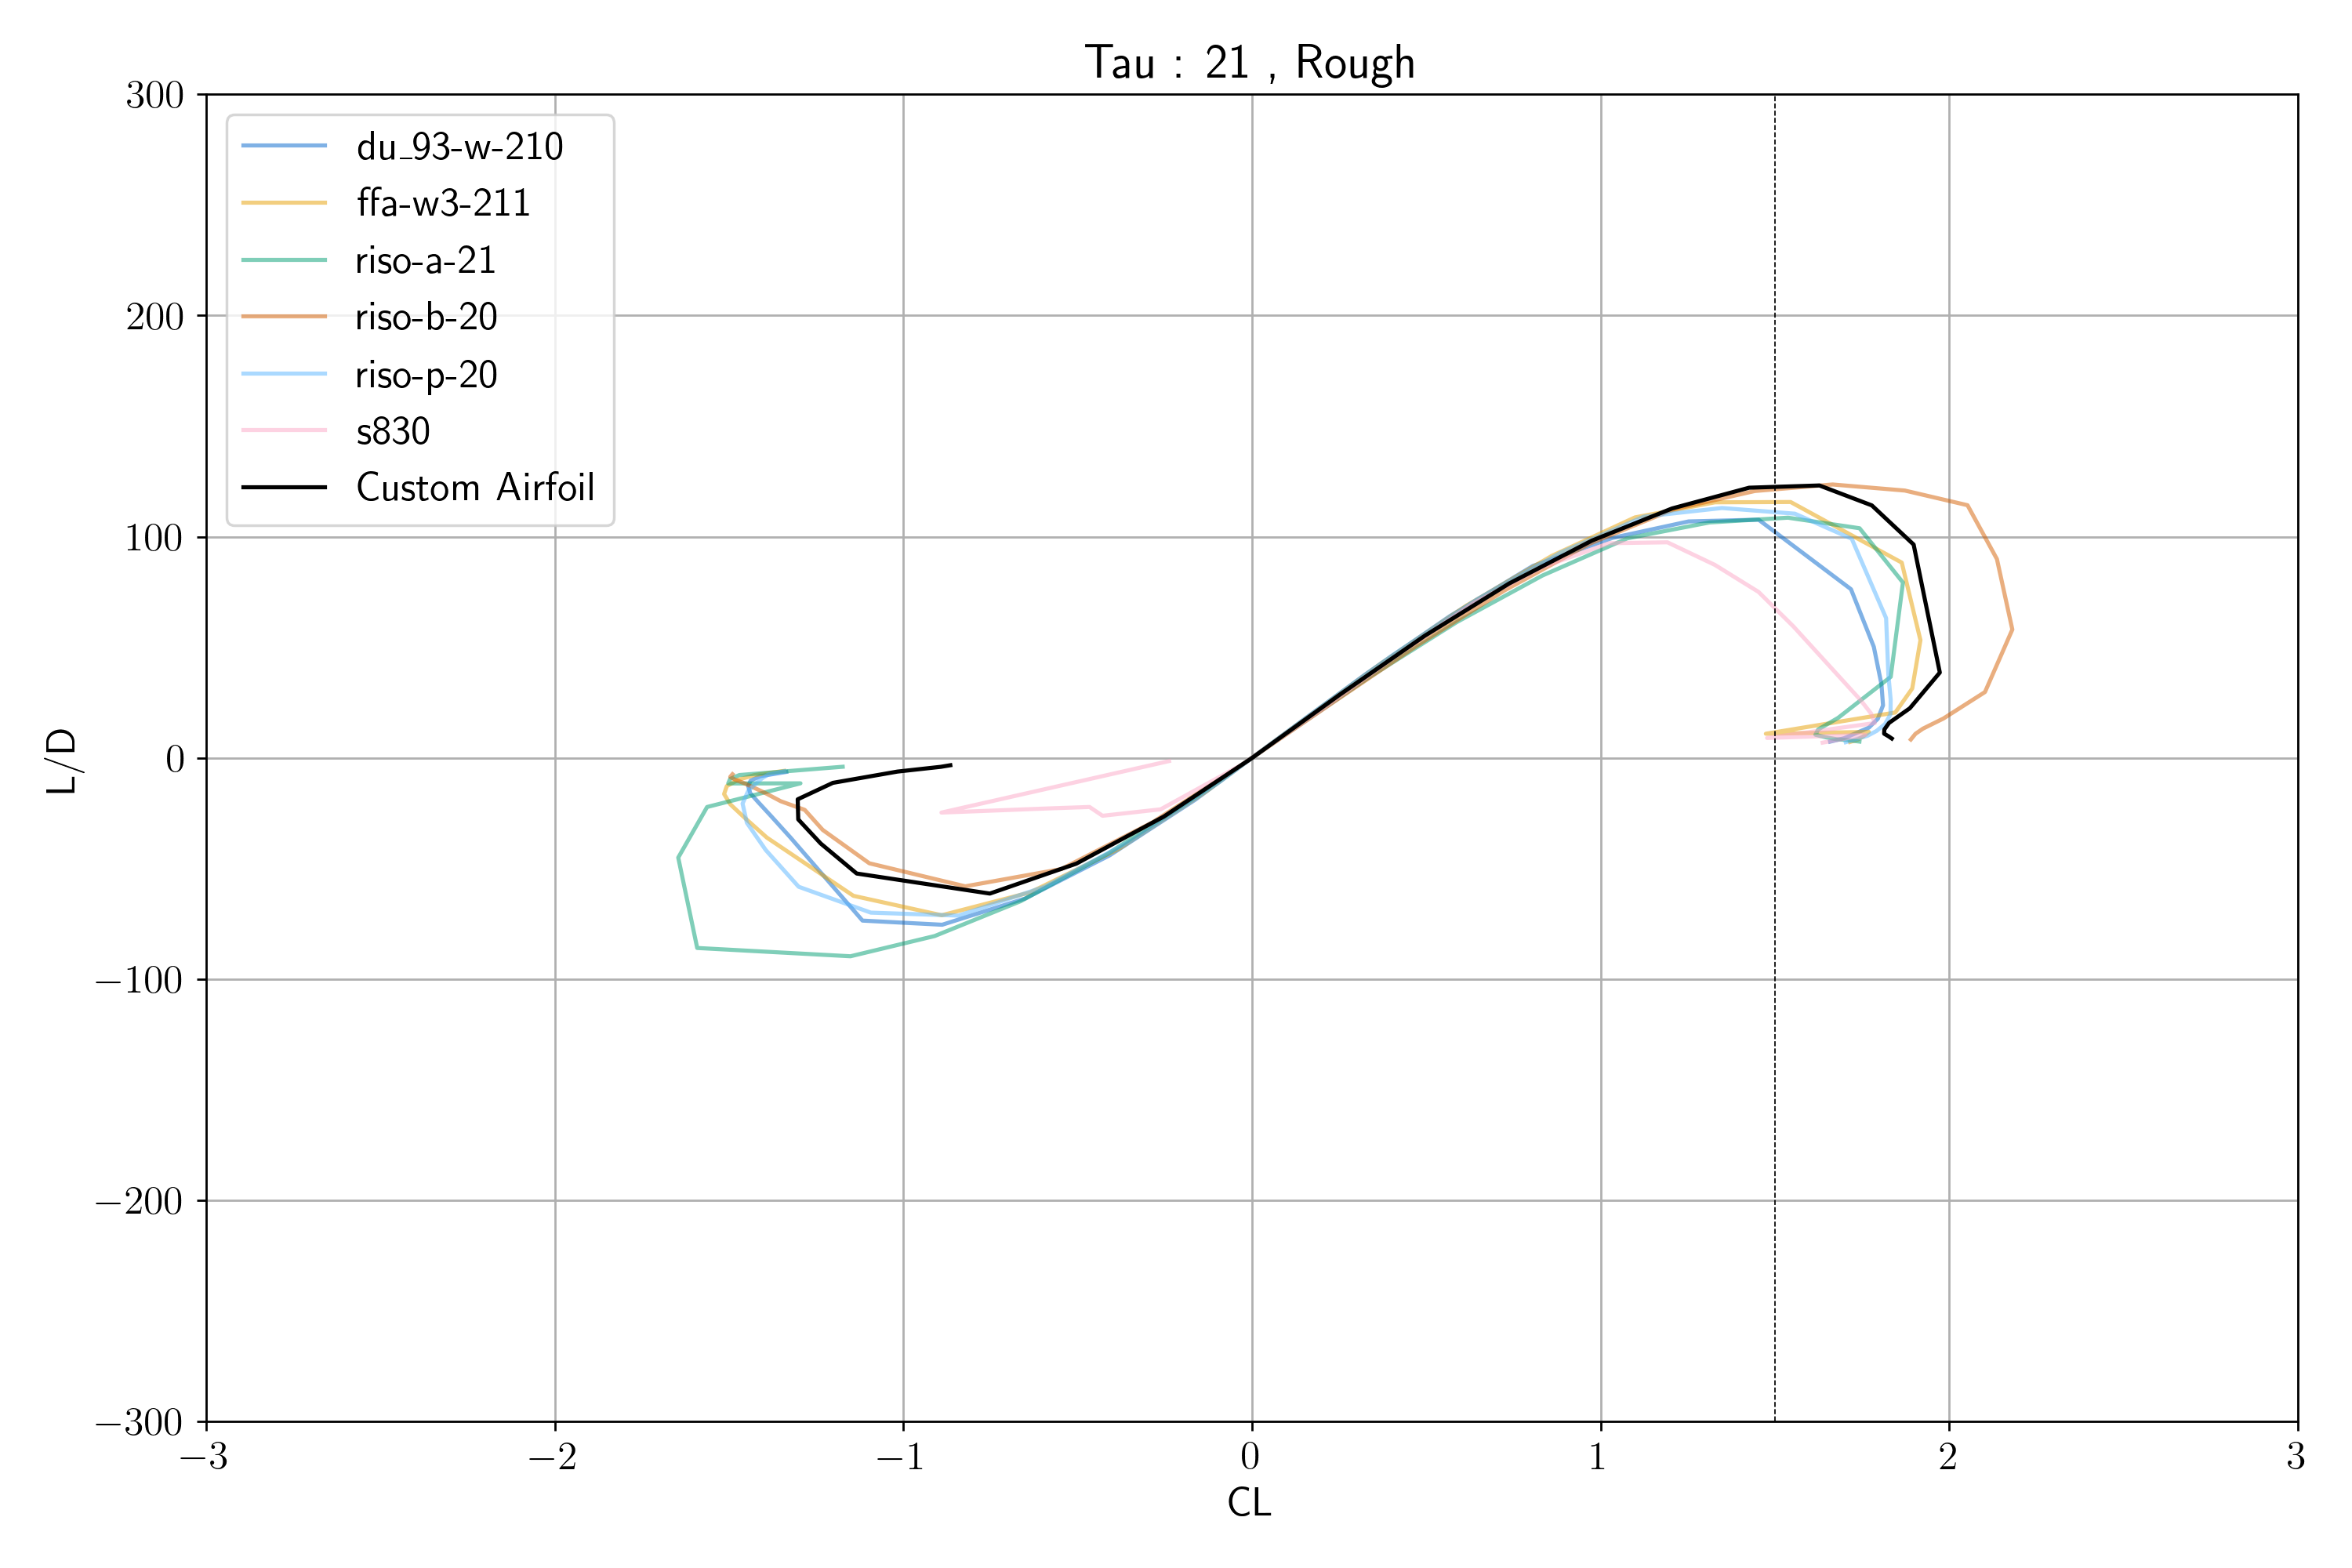 Tau : 21 , Rough
300
200
100
0
−100
−200
−300
L/D
du_93-w-210
ffa-w3-211
riso-a-21
riso-b-20
riso-p-20
s830
Custom Airfoil
−3 −2 −1 0 1 2 3
CL